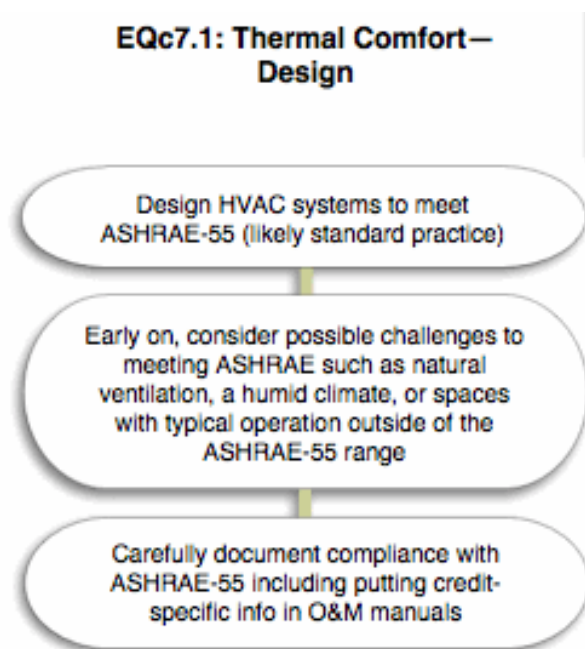 EQc7.1: Thermal Comfort—
Design
Design HVAC systems to meet
ASHRAE-55 (likely standard practice)
Early on, consider possible challenges to
meeting ASHRAE such as natural
ventilation, a humid climate, or spaces
with typical operation outside of the
ASHRAE-55 range
Carefully document compliance with
ASHRAE-55 including putting credit-
specific info in O&M manuals